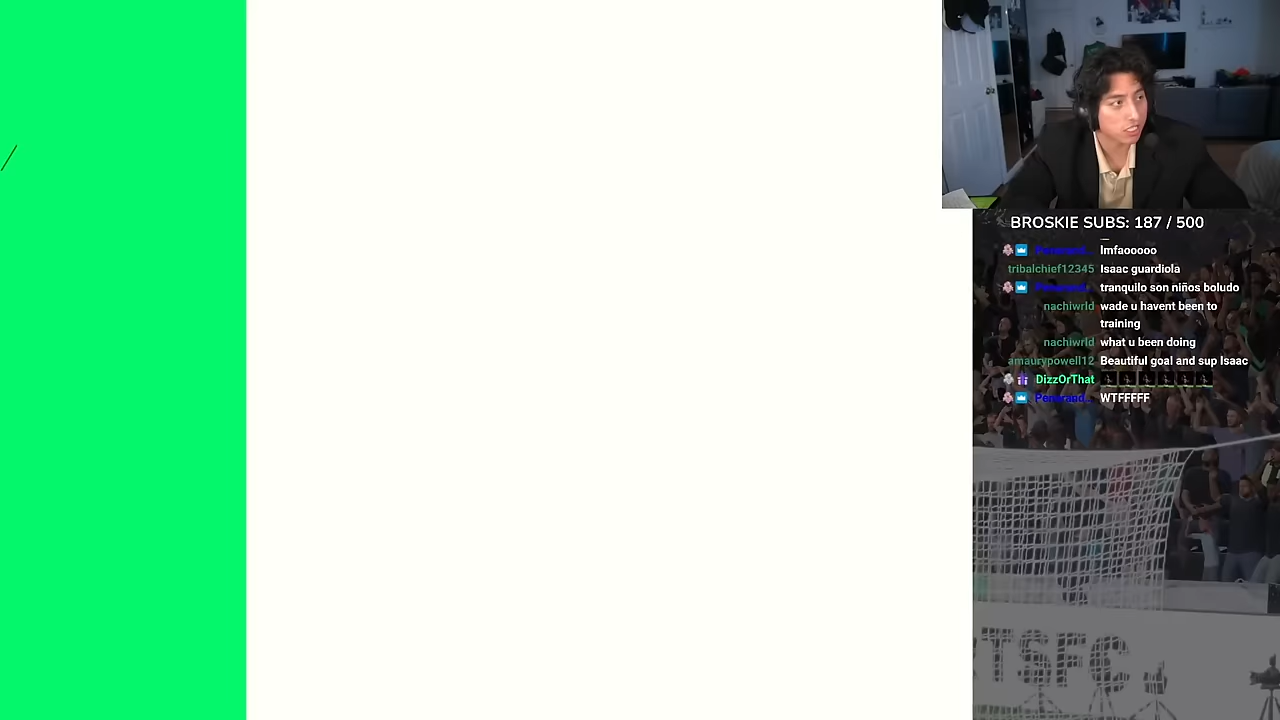 BROSKIE SUBS: 187 / 500
lmfaooooo
tribalchief12345 Isaac guardiola
tranquilo son niños boludo
nachiwrld wade u havent been to
training
nachiwrld what u been doing
amaurypowell12 Beautiful goal and sup Isaac
DizzOrThat
WTFFFFF
TSFC